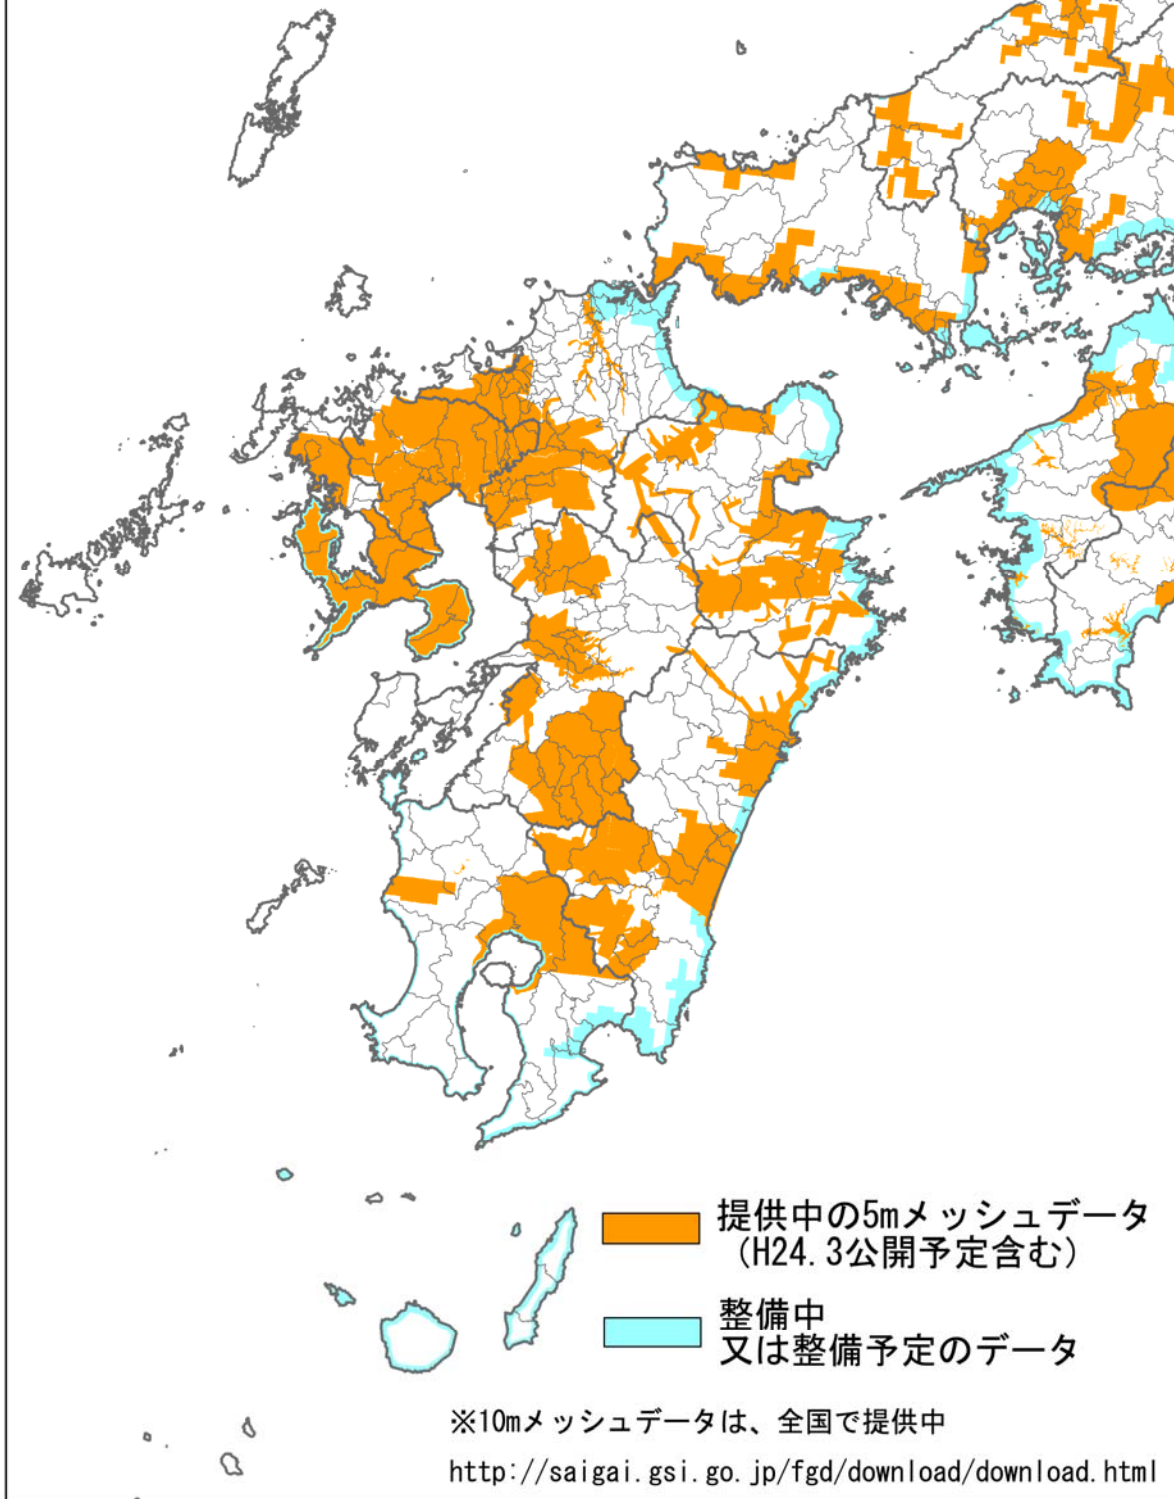 提供中の5mメッシュデータ
（H24.3公開予定含む）
整備中
又は整備予定のデータ
※10mメッシュデータは、全国で提供中
http://saigai.gsi.go.jp/fgd/download/download.html